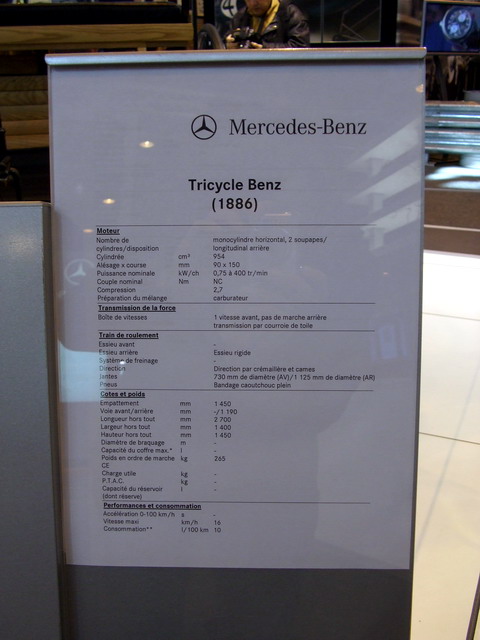 4
Mercedes-Benz
Tricycle Benz
(1886)
Moteur
Nombre de monocylindre horizontal, 2 soupapes/
cylindres/disposition longitudinal arrière
Cylindrée cm³ 954
Alésage x course mm 90 x 150
Puissance nominale kW/ch 0,75 à 400 tr/min
Couple nominal Nm NC
Compression 2,7
Préparation du mélange carburateur
Transmission de la force
Boîte de vitesses 1 vitesse avant, pas de marche arrière
transmission par courroie de toile
Train de roulement
Essieu avant -
Essieu arrière Essieu rigide
Système de freinage -
Direction Direction par crémaillère et cames
Jantes 730 mm de diamètre (AV)/1 125 mm de diamètre (AR)
Pneus Bandage caoutchouc plein
Cotes et poids
Empattement mm 1 450
Voie avant/arrière mm -/1 190
Longueur hors tout mm 2 700
Largeur hors tout mm 1 400
Hauteur hors tout mm 1 450
Diamètre de braquage m -
Capacité du coffre max.* l -
Poids en ordre de marche kg 265
CE
Charge utile kg -
P.T.A.C. kg -
Capacité du réservoir l -
(dont réserve)
Performances et consommation
Accélération 0-100 km/h s -
Vitesse maxi km/h 16
Consommation** l/100 km 10